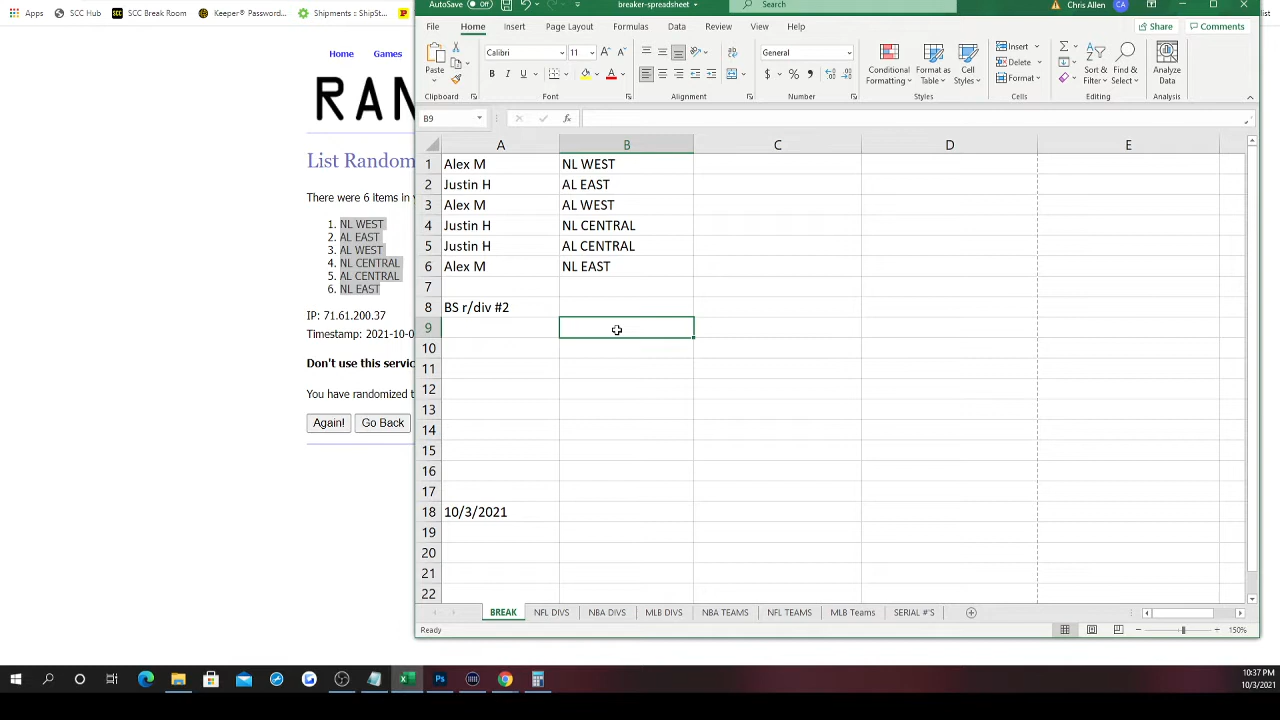 AutoSave Off breaker-spreadsheet Search Chris Allen CA
Apps SCC Hub SCC Break Room Keeper® Password... Shipments :: ShipSt...
File Home Insert Page Layout Formulas Data Review View Help Share Comments
Home Games
Paste Calibri 11 General Conditional Formatting Format as Table Cell Styles Insert Delete Format Sort & Filter Find & Select Analyze Data
Clipboard Font Alignment Number Styles Cells Editing Analysis
RAN
B9 fx
A B C D E
List Random
There were 6 items in
1. NL WEST
2. AL EAST
3. AL WEST
4. NL CENTRAL
5. AL CENTRAL
6. NL EAST
IP: 71.61.200.37
Timestamp: 2021-10-0
Don't use this servic
You have randomized t
Again! Go Back
1 Alex M NL WEST
2 Justin H AL EAST
3 Alex M AL WEST
4 Justin H NL CENTRAL
5 Justin H AL CENTRAL
6 Alex M NL EAST
7
8 BS r/div #2
9
10
11
12
13
14
15
16
17
18 10/3/2021
19
20
21
22
BREAK NFL DIVS NBA DIVS MLB DIVS NBA TEAMS NFL TEAMS MLB Teams SERIAL #'S
Ready 150%
10:37 PM
10/3/2021